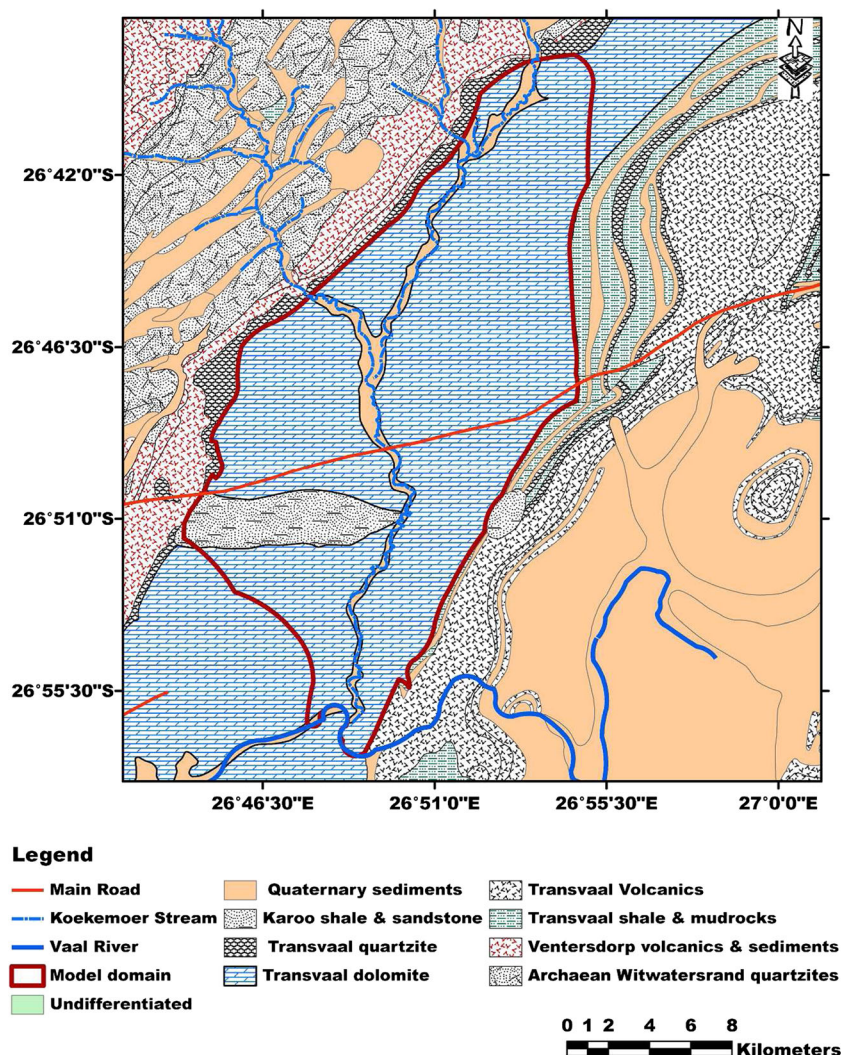 N
26°42'0"S
26°46'30"S
26°51'0"S
26°55'30"S
26°46'30"E 26°51'0"E 26°55'30"E 27°0'0"E
Legend
Main Road Quaternary sediments Transvaal Volcanics
Koekemoer Stream Karoo shale & sandstone Transvaal shale & mudrocks
Vaal River Transvaal quartzite Ventersdorp volcanics & sediments
Model domain Transvaal dolomite Archaean Witwatersrand quartzites
Undifferentiated
0 1 2 4 6 8
Kilometers